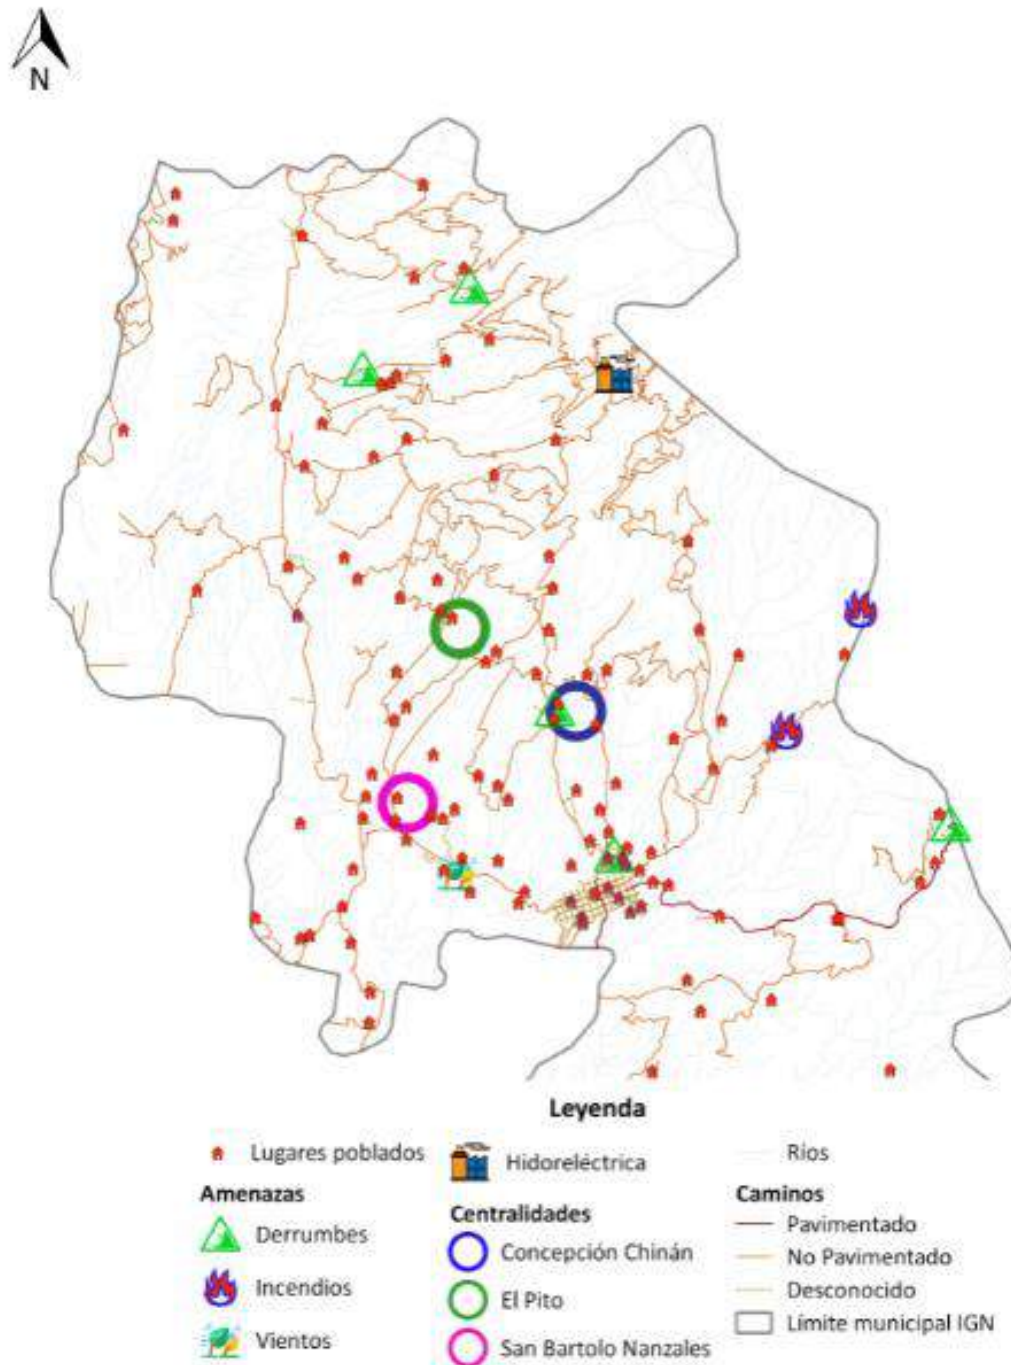 N
Leyenda
Lugares poblados
Amenazas
Derrumbes
Incendios
Vientos
Hidoreléctrica
Centralidades
Concepción Chinán
El Pito
San Bartolo Nanzales
Ríos
Caminos
Pavimentado
No Pavimentado
Desconocido
Límite municipal IGN